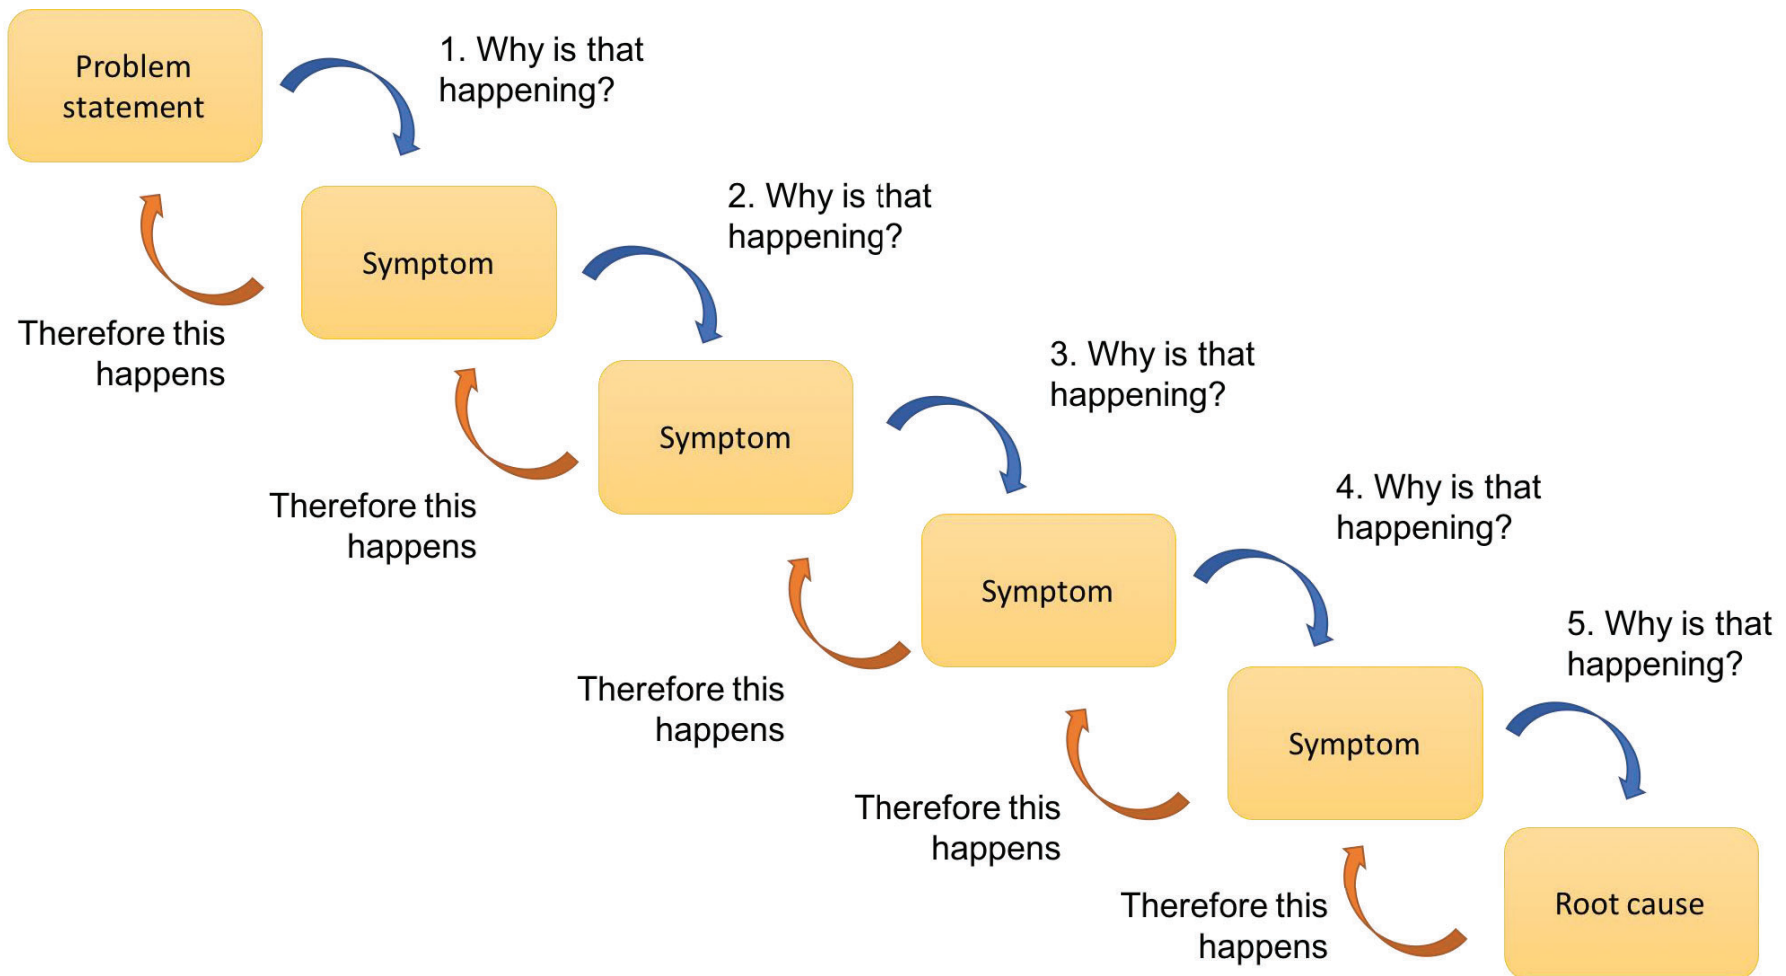 Problem
statement
1. Why is that
happening?
Symptom
2. Why is that
happening?
Therefore this
happens
Symptom
3. Why is that
happening?
Therefore this
happens
Symptom
4. Why is that
happening?
Therefore this
happens
Symptom
5. Why is that
happening?
Therefore this
happens
Root cause
Therefore this
happens